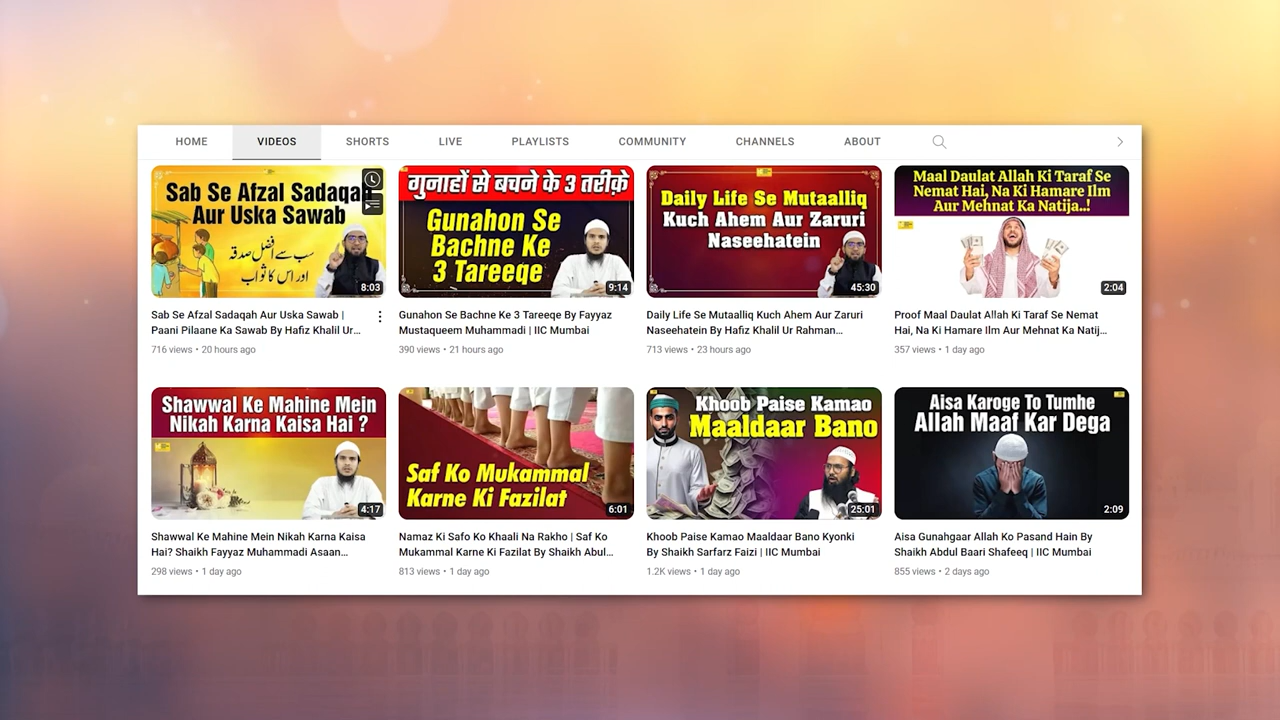 HOME VIDEOS SHORTS LIVE PLAYLISTS COMMUNITY CHANNELS ABOUT
Sab Se Afzal Sadaqah
Aur Uska Sawab
سب سے افضل صدقہ
اور اس کا ثواب
8:03
Sab Se Afzal Sadaqah Aur Uska Sawab |
Paani Pilaane Ka Sawab By Hafiz Khalil Ur...
716 views • 20 hours ago
गुनाहों से बचने के 3 तरीक़े
Gunahon Se
Bachne Ke
3 Tareeqe
9:14
Gunahon Se Bachne Ke 3 Tareeqe By Fayyaz
Mustaqueem Muhammadi | IIC Mumbai
390 views • 21 hours ago
Daily Life Se Mutaalliq
Kuch Ahem Aur Zaruri
Naseehatein
45:30
Daily Life Se Mutaalliq Kuch Ahem Aur Zaruri
Naseehatein By Hafiz Khalil Ur Rahman...
713 views • 23 hours ago
Maal Daulat Allah Ki Taraf Se
Nemat Hai, Na Ki Hamare Ilm
Aur Mehnat Ka Natija..!
2:04
Proof Maal Daulat Allah Ki Taraf Se Nemat
Hai, Na Ki Hamare Ilm Aur Mehnat Ka Natij...
357 views • 1 day ago
Shawwal Ke Mahine Mein
Nikah Karna Kaisa Hai ?
4:17
Shawwal Ke Mahine Mein Nikah Karna Kaisa
Hai? Shaikh Fayyaz Muhammadi Asaan...
298 views • 1 day ago
Saf Ko Mukammal
Karne Ki Fazilat
6:01
Namaz Ki Safo Ko Khaali Na Rakho | Saf Ko
Mukammal Karne Ki Fazilat By Shaikh Abul...
813 views • 1 day ago
Khoob Paise Kamao
Maaldaar Bano
25:01
Khoob Paise Kamao Maaldaar Bano Kyonki
By Shaikh Sarfarz Faizi | IIC Mumbai
1.2K views • 1 day ago
Aisa Karoge To Tumhe
Allah Maaf Kar Dega
2:09
Aisa Gunahgaar Allah Ko Pasand Hain By
Shaikh Abdul Baari Shafeeq | IIC Mumbai
855 views • 2 days ago